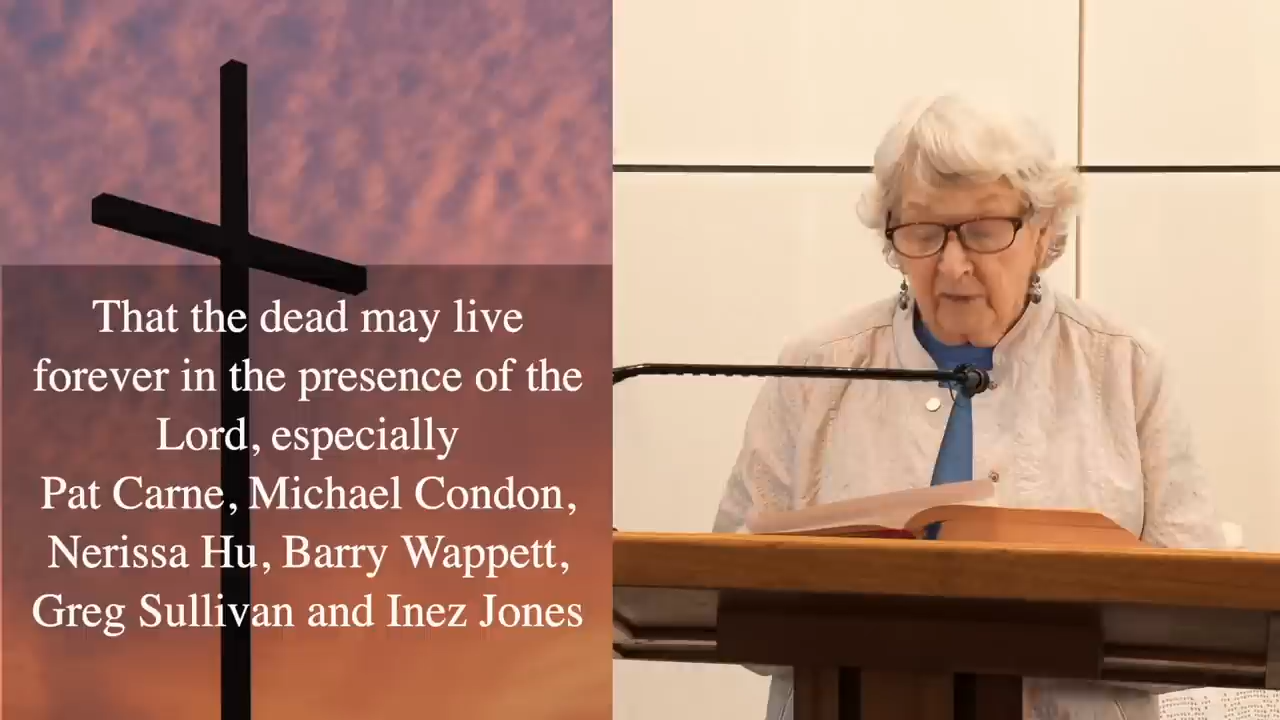 That the dead may live
forever in the presence of the
Lord, especially
Pat Carne, Michael Condon,
Nerissa Hu, Barry Wappett,
Greg Sullivan and Inez Jones